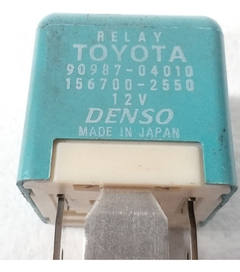 RELAY
TOYOTA
90987-04010
156700-2550
12V
DENSO
MADE IN JAPAN